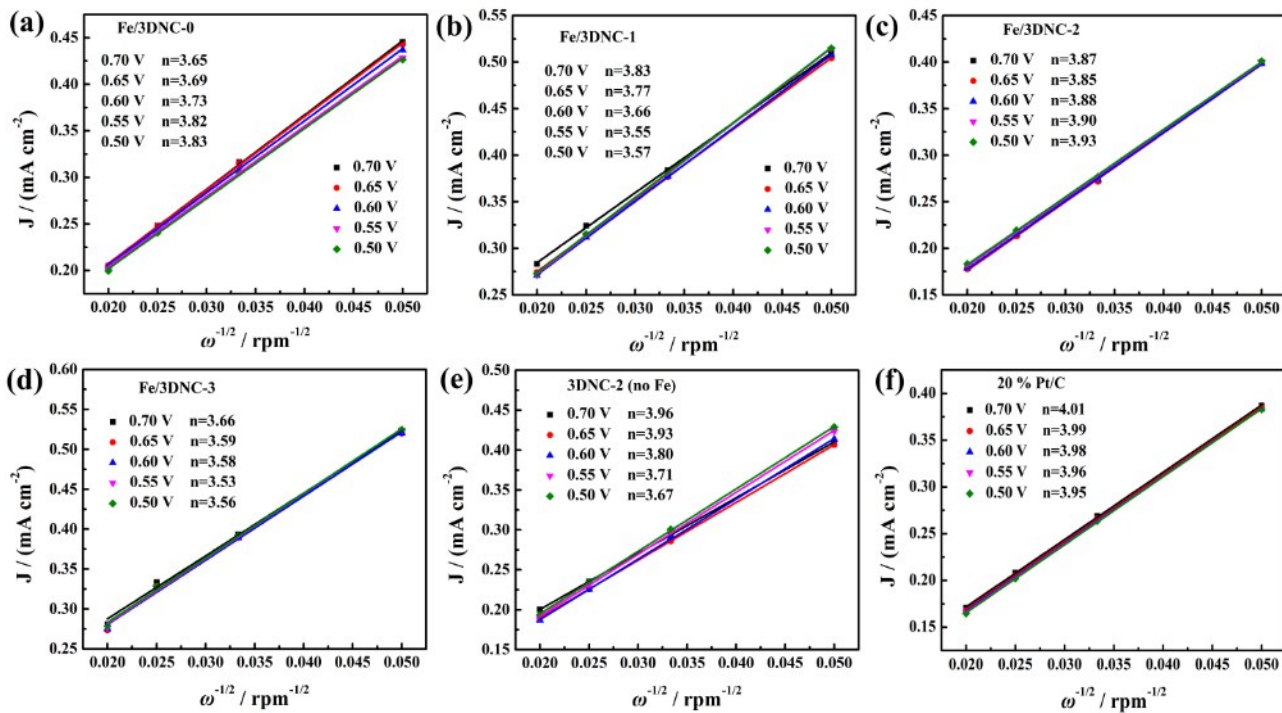 (a)
Fe/3DNC-0
0.70 V n=3.65
0.65 V n=3.69
0.60 V n=3.73
0.55 V n=3.82
0.50 V n=3.83
0.70 V
0.65 V
0.60 V
0.55 V
0.50 V
0.45
0.40
0.35
0.30
0.25
0.20
J / (mA cm⁻²)
0.020 0.025 0.030 0.035 0.040 0.045 0.050
ω⁻¹/² / rpm⁻¹/²
(b)
Fe/3DNC-1
0.70 V n=3.83
0.65 V n=3.77
0.60 V n=3.66
0.55 V n=3.55
0.50 V n=3.57
0.70 V
0.65 V
0.60 V
0.55 V
0.50 V
0.55
0.50
0.45
0.40
0.35
0.30
0.25
J / (mA cm⁻²)
0.020 0.025 0.030 0.035 0.040 0.045 0.050
ω⁻¹/² / rpm⁻¹/²
(c)
Fe/3DNC-2
0.70 V n=3.87
0.65 V n=3.85
0.60 V n=3.88
0.55 V n=3.90
0.50 V n=3.93
0.45
0.40
0.35
0.30
0.25
0.20
0.15
J / (mA cm⁻²)
0.020 0.025 0.030 0.035 0.040 0.045 0.050
ω⁻¹/² / rpm⁻¹/²
(d)
Fe/3DNC-3
0.70 V n=3.66
0.65 V n=3.59
0.60 V n=3.58
0.55 V n=3.53
0.50 V n=3.56
0.60
0.55
0.50
0.45
0.40
0.35
0.30
0.25
J / (mA cm⁻²)
0.020 0.025 0.030 0.035 0.040 0.045 0.050
ω⁻¹/² / rpm⁻¹/²
(e)
3DNC-2 (no Fe)
0.70 V n=3.96
0.65 V n=3.93
0.60 V n=3.80
0.55 V n=3.71
0.50 V n=3.67
0.50
0.45
0.40
0.35
0.30
0.25
0.20
0.15
J / (mA cm⁻²)
0.020 0.025 0.030 0.035 0.040 0.045 0.050
ω⁻¹/² / rpm⁻¹/²
(f)
20 % Pt/C
0.70 V n=4.01
0.65 V n=3.99
0.60 V n=3.98
0.55 V n=3.96
0.50 V n=3.95
0.40
0.35
0.30
0.25
0.20
0.15
J / (mA cm⁻²)
0.020 0.025 0.030 0.035 0.040 0.045 0.050
ω⁻¹/² / rpm⁻¹/²